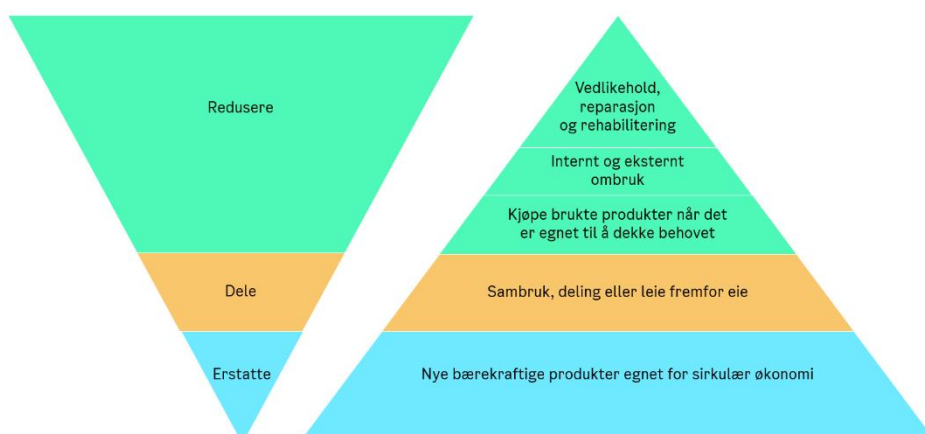 Redusere
Dele
Erstatte
Vedlikehold,
reparasjon
og rehabilitering
Internt og eksternt
ombruk
Kjøpe brukte produkter når det
er egnet til å dekke behovet
Sambruk, deling eller leie fremfor eie
Nye bærekraftige produkter egnet for sirkulær økonomi